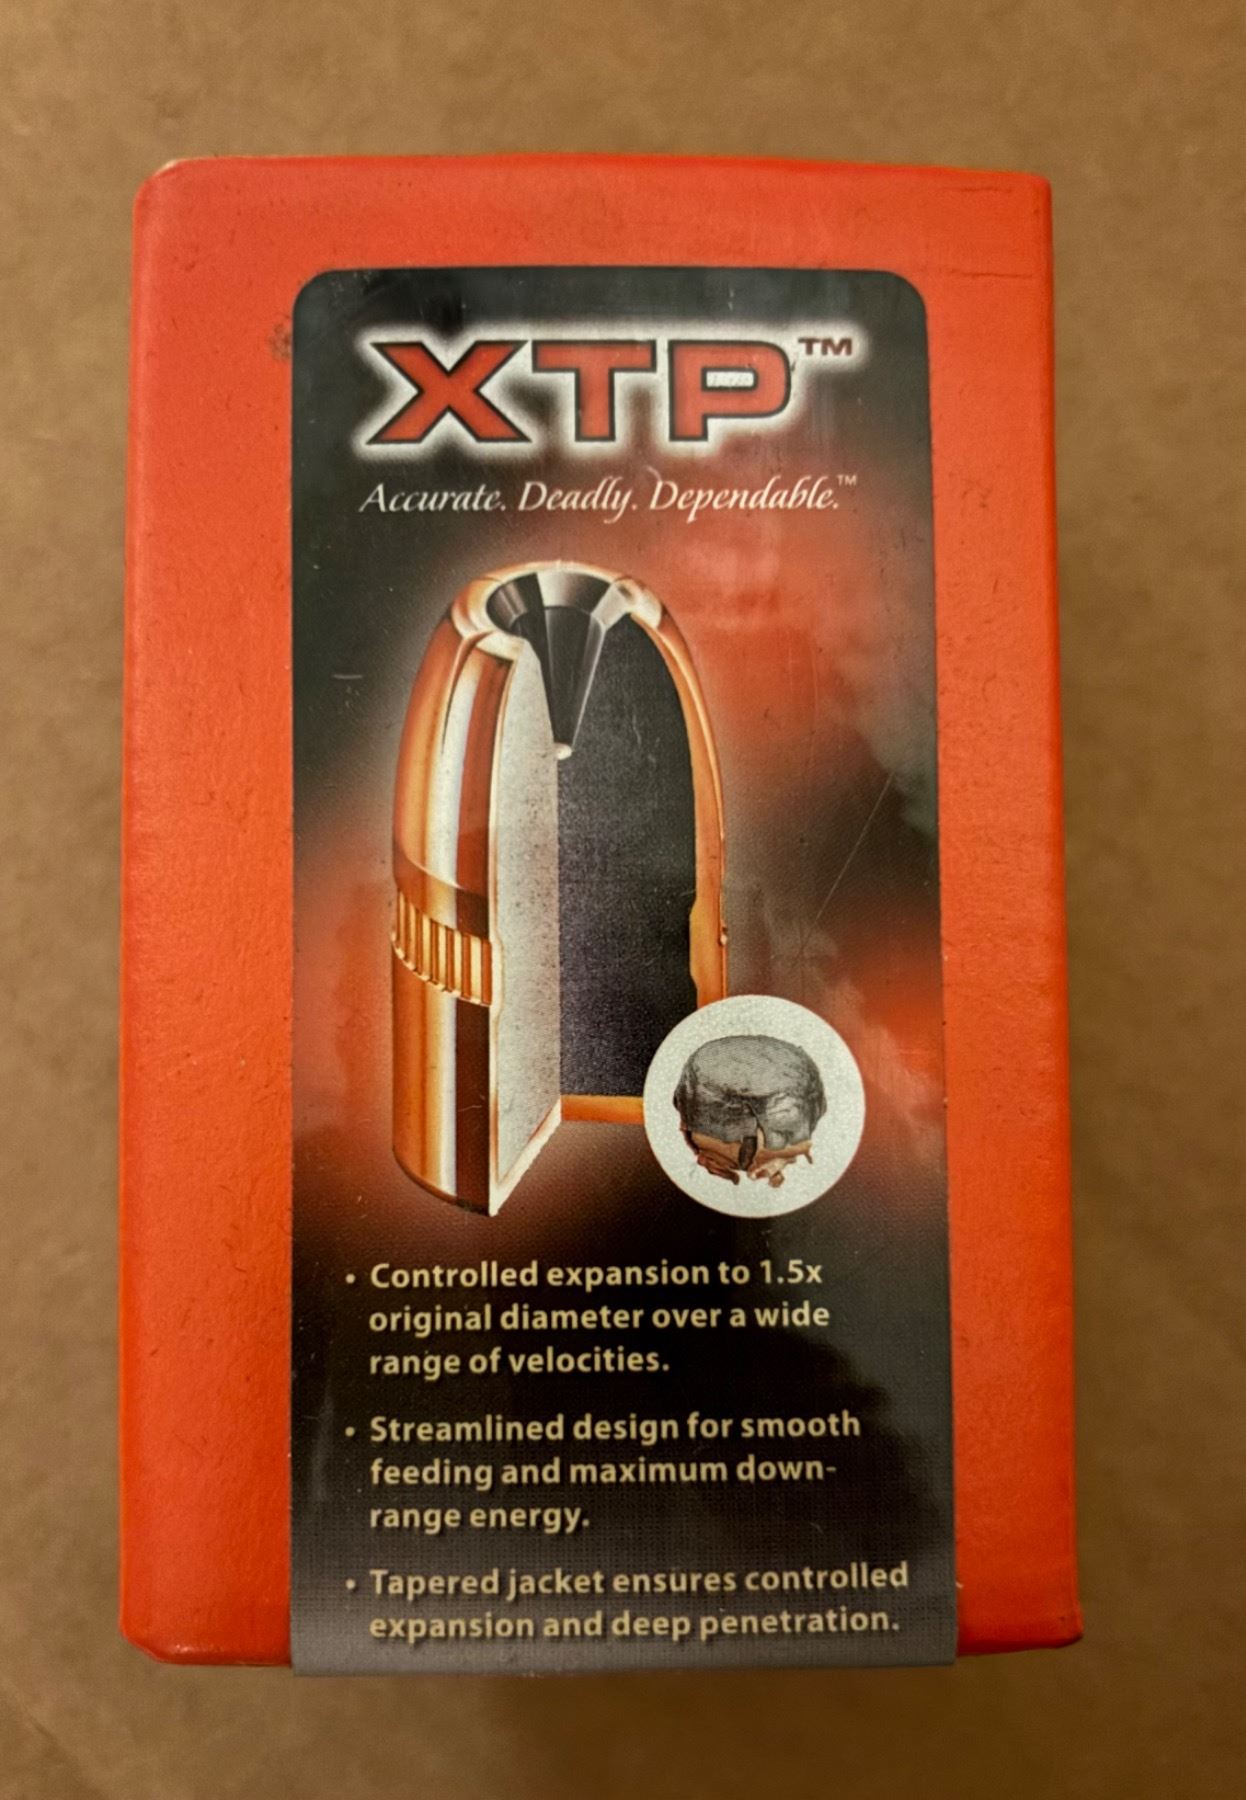 XTP™
Accurate. Deadly. Dependable.™
• Controlled expansion to 1.5x
original diameter over a wide
range of velocities.
• Streamlined design for smooth
feeding and maximum down-
range energy.
• Tapered jacket ensures controlled
expansion and deep penetration.